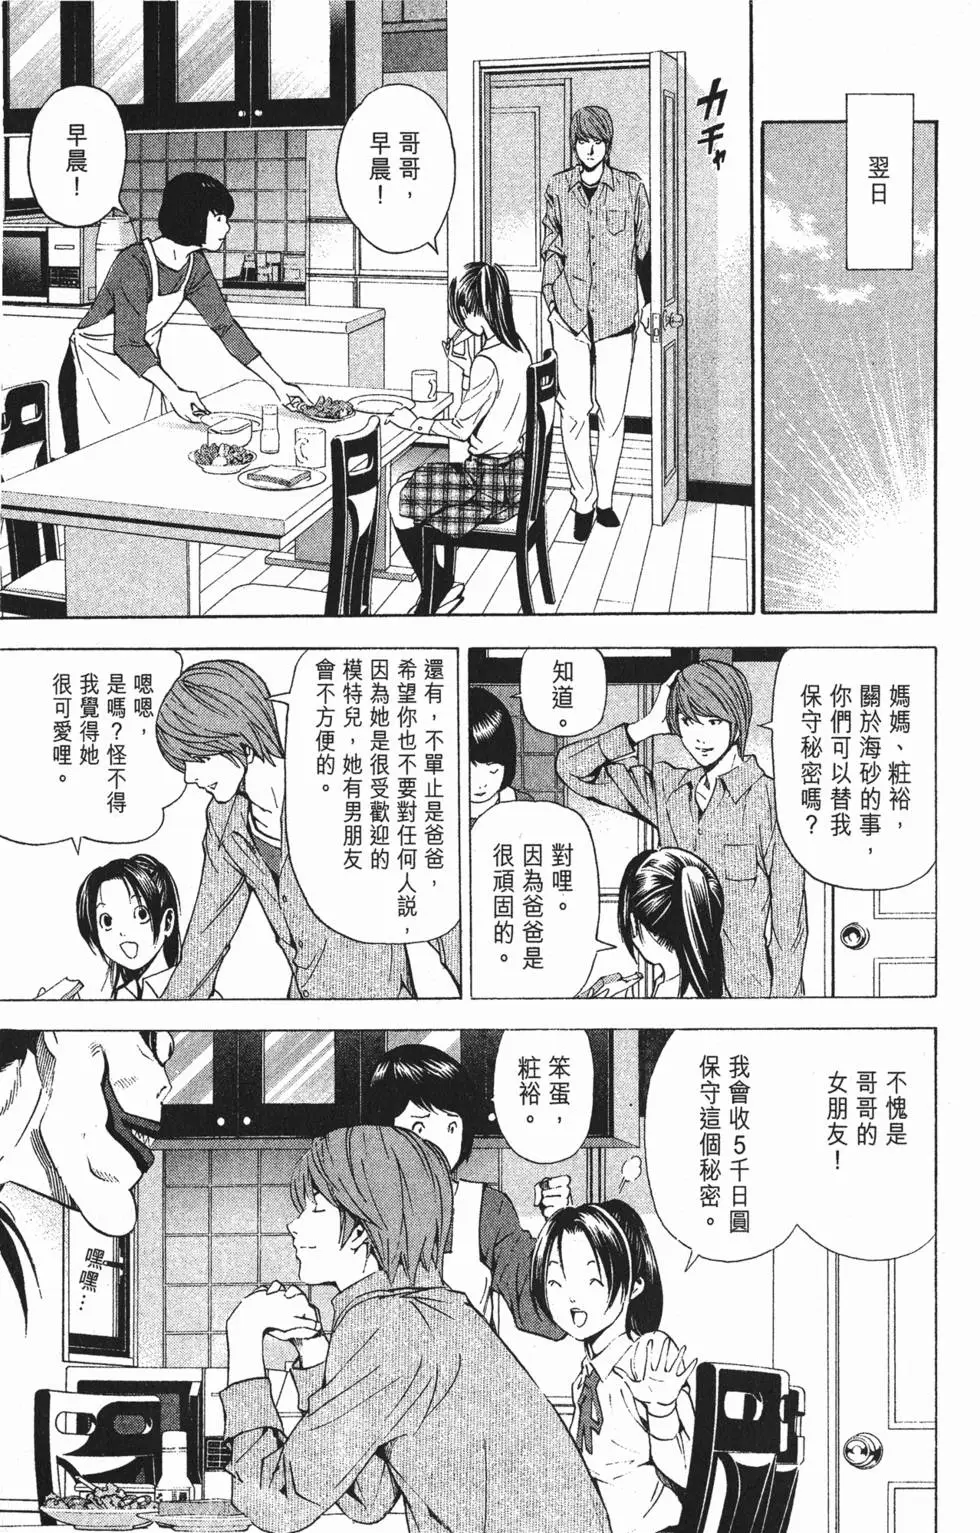 翌日
カチャ
哥哥，
早晨！
早晨！
媽媽、粧裕，
關於海砂的事，
你們可以替我
保守秘密嗎？
知道。
對哩。
因為爸爸是
很頑固的。
還有，不單止是爸爸，
希望你也不要對任何人說，
因為她是很受歡迎的
模特兒，她有男朋友
會不方便的。
嗯嗯，
是嗎？怪不得
我覺得她
很可愛哩。
不愧是
哥哥的
女朋友！
我會收5千日圓
保守這個秘密。
笨蛋，
粧裕。
嘿嘿…